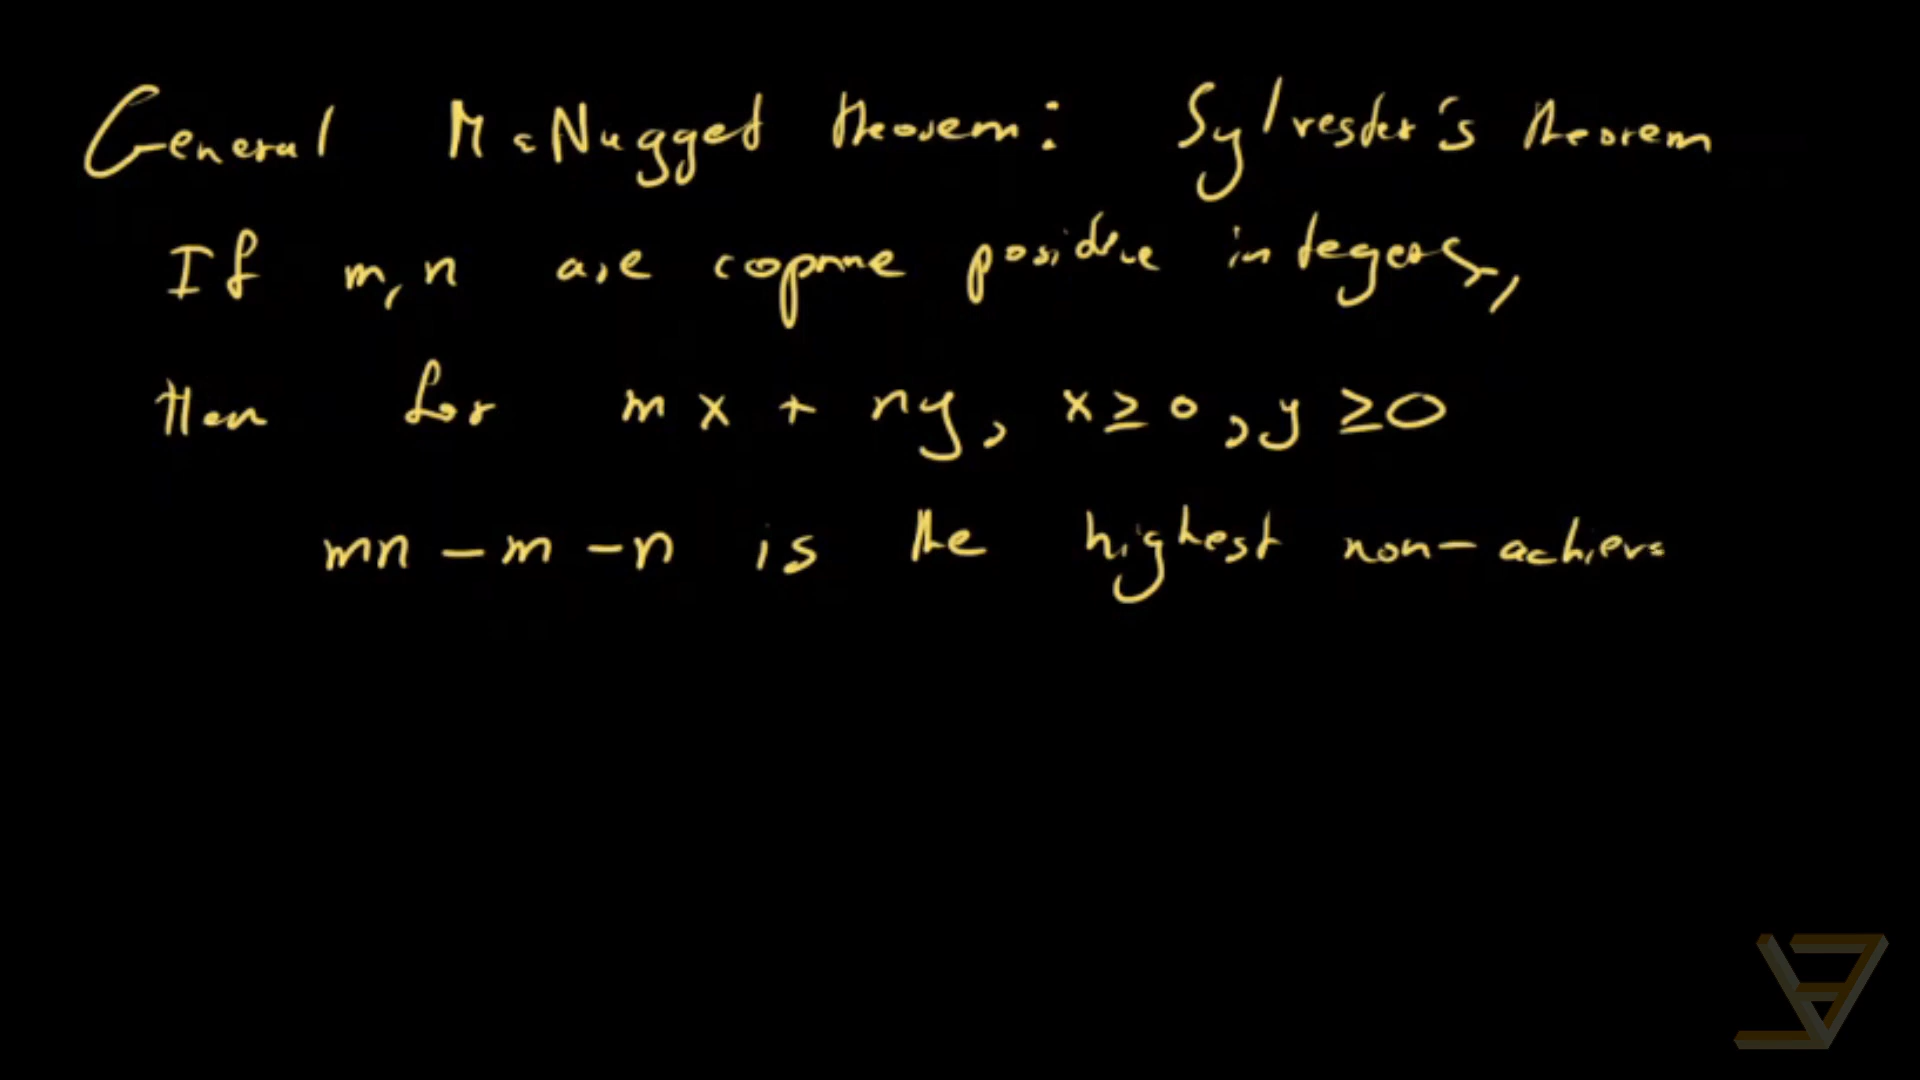 General McNugget theorem: Sylvester's theorem
If m, n are coprime positive integers,
then for mx + ny, x ≥ 0, y ≥ 0
mn - m - n is the highest non-achieve